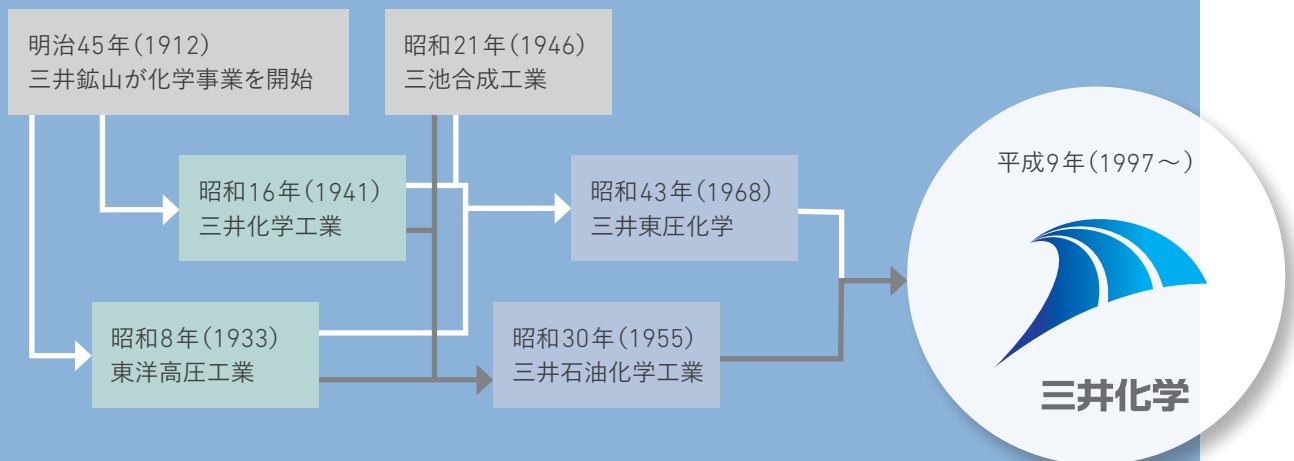 明治45年(1912)
三井鉱山が化学事業を開始
昭和21年(1946)
三池合成工業
昭和16年(1941)
三井化学工業
昭和43年(1968)
三井東圧化学
平成9年(1997～)
三井化学
昭和8年(1933)
東洋高圧工業
昭和30年(1955)
三井石油化学工業